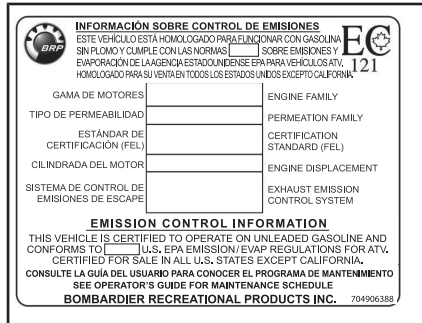 INFORMACIÓN SOBRE CONTROL DE EMISIONES
ESTE VEHÍCULO ESTÁ HOMOLOGADO PARA FUNCIONAR CON GASOLINA
SIN PLOMO Y CUMPLE CON LAS NORMAS SOBRE EMISIONES Y
EVAPORACIÓN DE LA AGENCIA ESTADOUNIDENSE EPA PARA VEHÍCULOS ATV.
HOMOLOGADO PARA SU VENTA EN TODOS LOS ESTADOS UNIDOS EXCEPTO CALIFORNIA.
brp
EC
121
GAMA DE MOTORES ENGINE FAMILY
TIPO DE PERMEABILIDAD PERMEATION FAMILY
ESTÁNDAR DE CERTIFICATION
CERTIFICACIÓN (FEL) STANDARD (FEL)
CILINDRADA DEL MOTOR ENGINE DISPLACEMENT
SISTEMA DE CONTROL DE EXHAUST EMISSION
EMISIONES DE ESCAPE CONTROL SYSTEM
EMISSION CONTROL INFORMATION
THIS VEHICLE IS CERTIFIED TO OPERATE ON UNLEADED GASOLINE AND
CONFORMS TO U.S. EPA EMISSION/EVAP REGULATIONS FOR ATV.
CERTIFIED FOR SALE IN ALL U.S. STATES EXCEPT CALIFORNIA.
CONSULTE LA GUÍA DEL USUARIO PARA CONOCER EL PROGRAMA DE MANTENIMIENTO
SEE OPERATOR'S GUIDE FOR MAINTENANCE SCHEDULE
BOMBARDIER RECREATIONAL PRODUCTS INC. 704906388